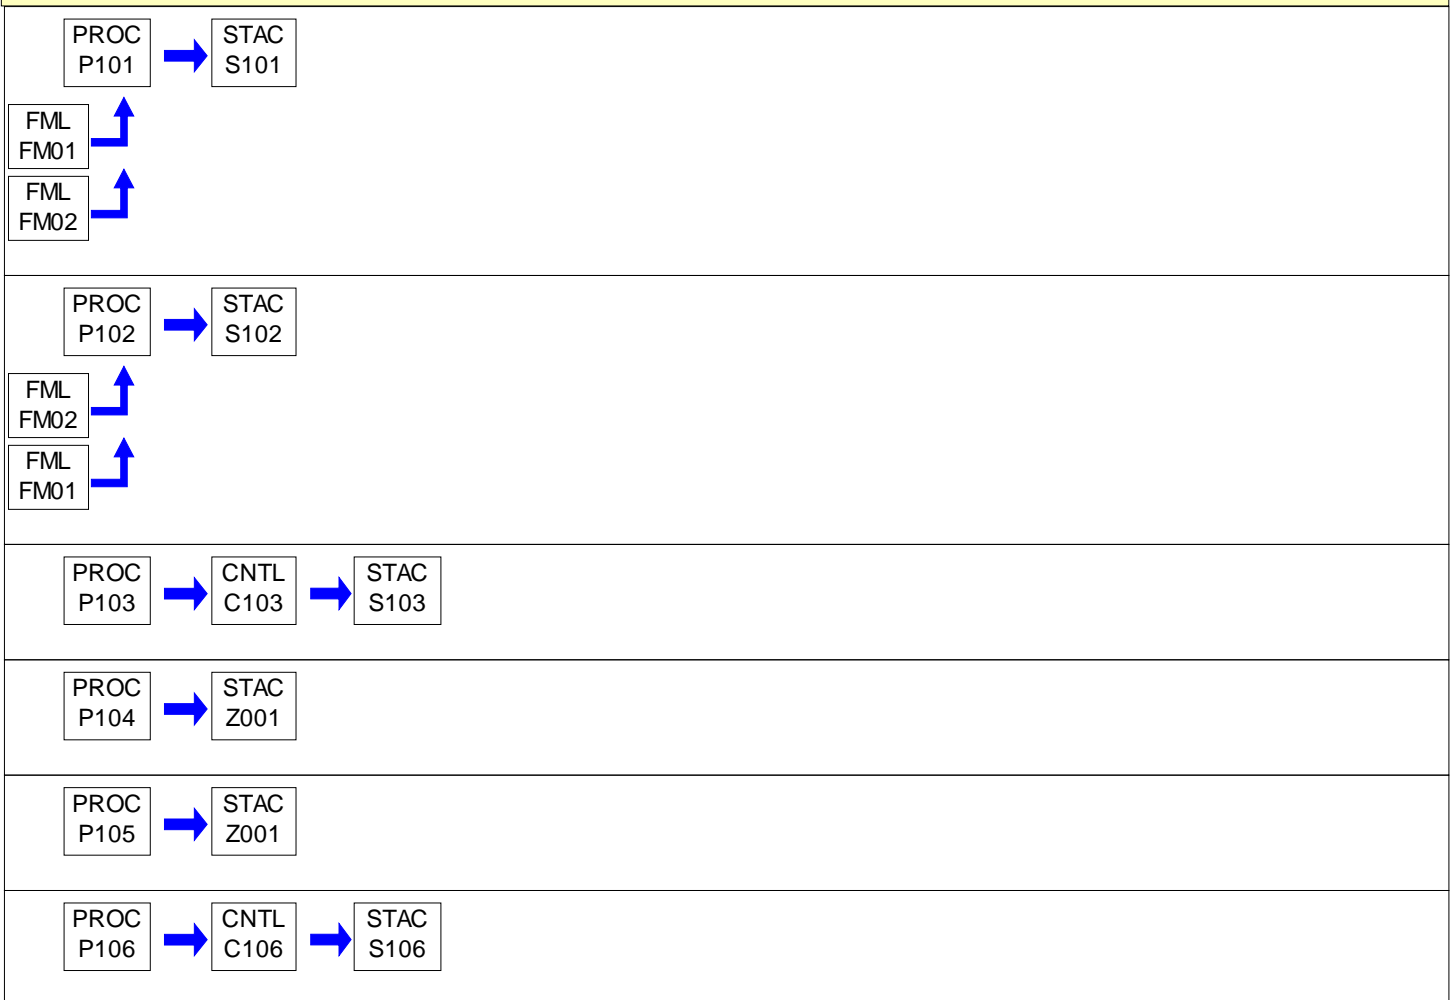 PROC
P101
STAC
S101
FML
FM01
FML
FM02
PROC
P102
STAC
S102
FML
FM02
FML
FM01
PROC
P103
CNTL
C103
STAC
S103
PROC
P104
STAC
Z001
PROC
P105
STAC
Z001
PROC
P106
CNTL
C106
STAC
S106